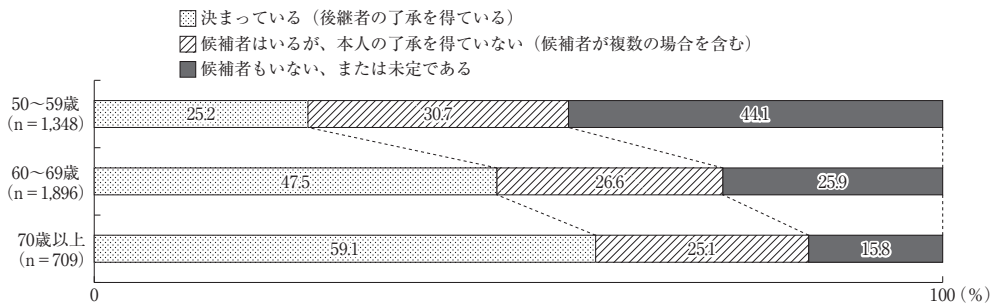 決まっている（後継者の了承を得ている）
候補者はいるが、本人の了承を得ていない（候補者が複数の場合を含む）
候補者もいない、または未定である
50～59歳
（n＝1,348）
25.2 30.7 44.1
60～69歳
（n＝1,896）
47.5 26.6 25.9
70歳以上
（n＝709）
59.1 25.1 15.8
0 100（％）